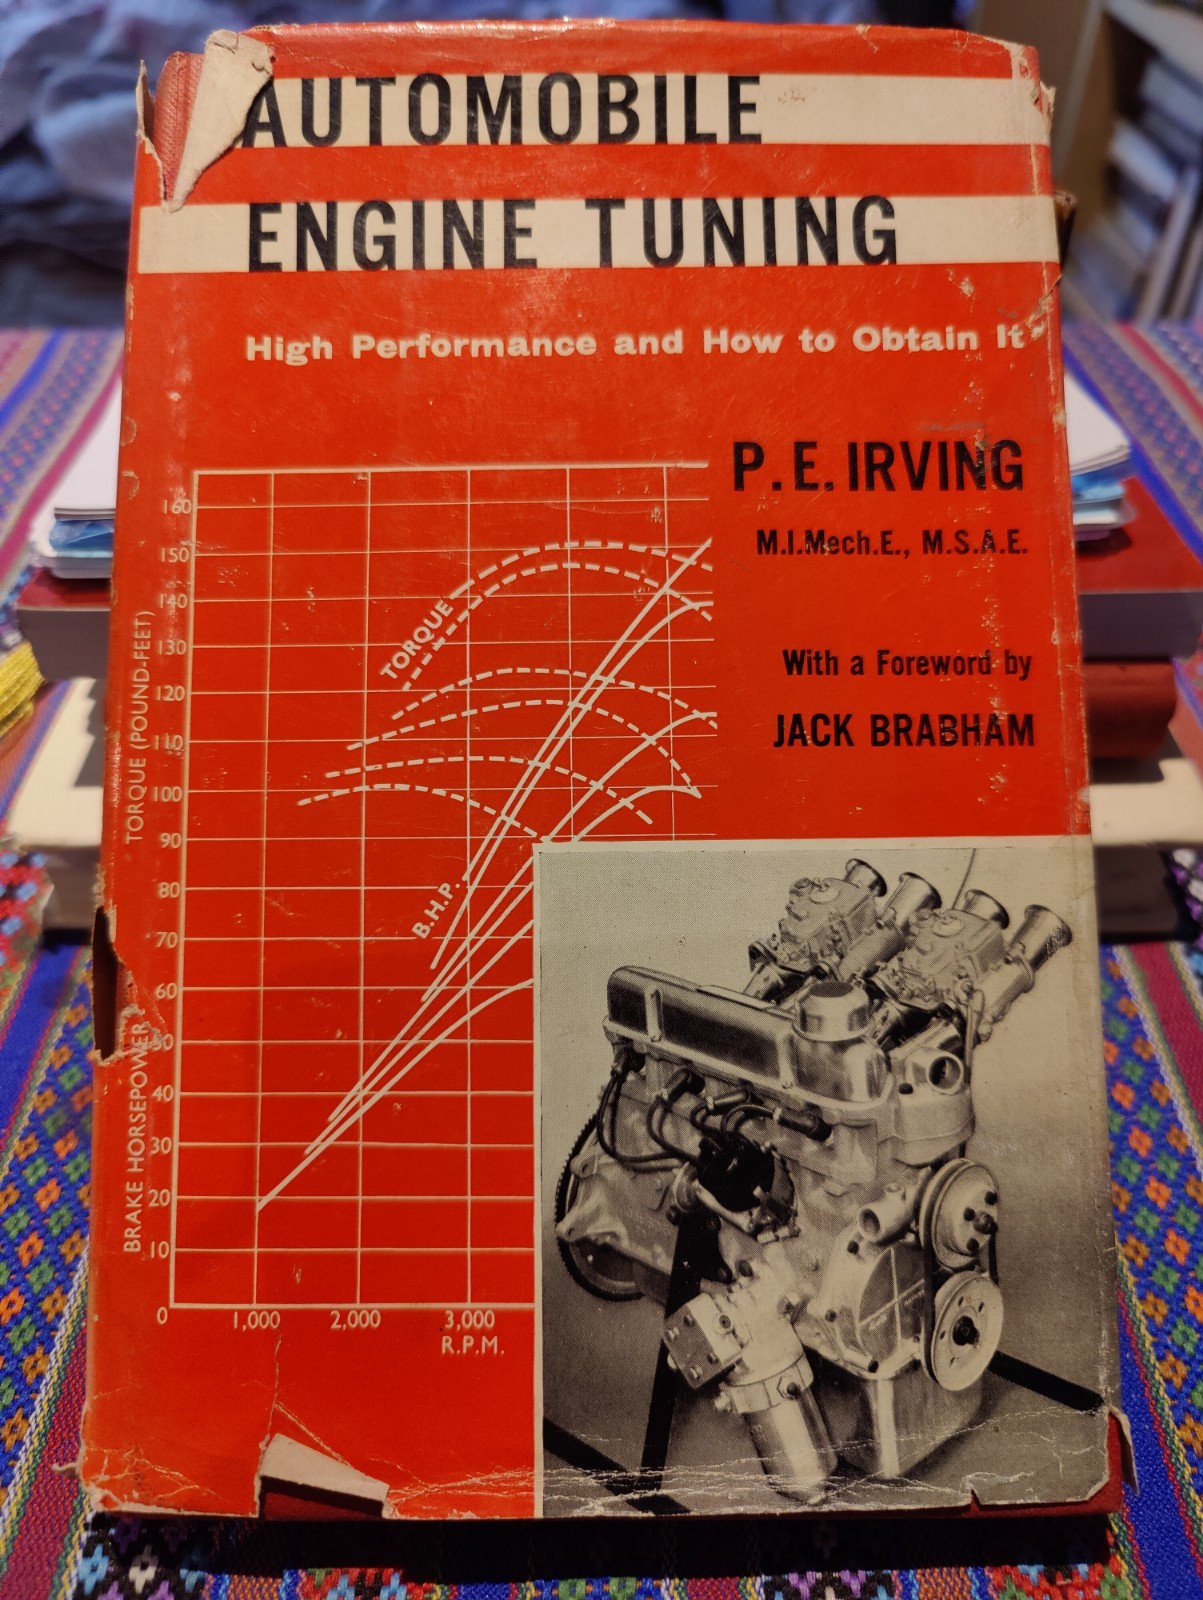 AUTOMOBILE
ENGINE TUNING
High Performance and How to Obtain It
P.E. IRVING
M.I.Mech.E., M.S.A.E.
With a Foreword by
JACK BRABHAM
TORQUE (POUND-FEET)
BRAKE HORSEPOWER
160
150
140
130
120
110
100
90
80
70
60
50
40
30
20
10
0
TORQUE
B.H.P.
1,000 2,000 3,000
R.P.M.